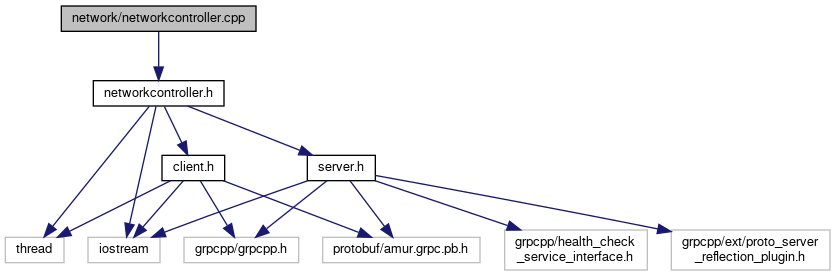 network/networkcontroller.cpp
networkcontroller.h
client.h
server.h
thread
iostream
grpcpp/grpcpp.h
protobuf/amur.grpc.pb.h
grpcpp/health_check
_service_interface.h
grpcpp/ext/proto_server
_reflection_plugin.h